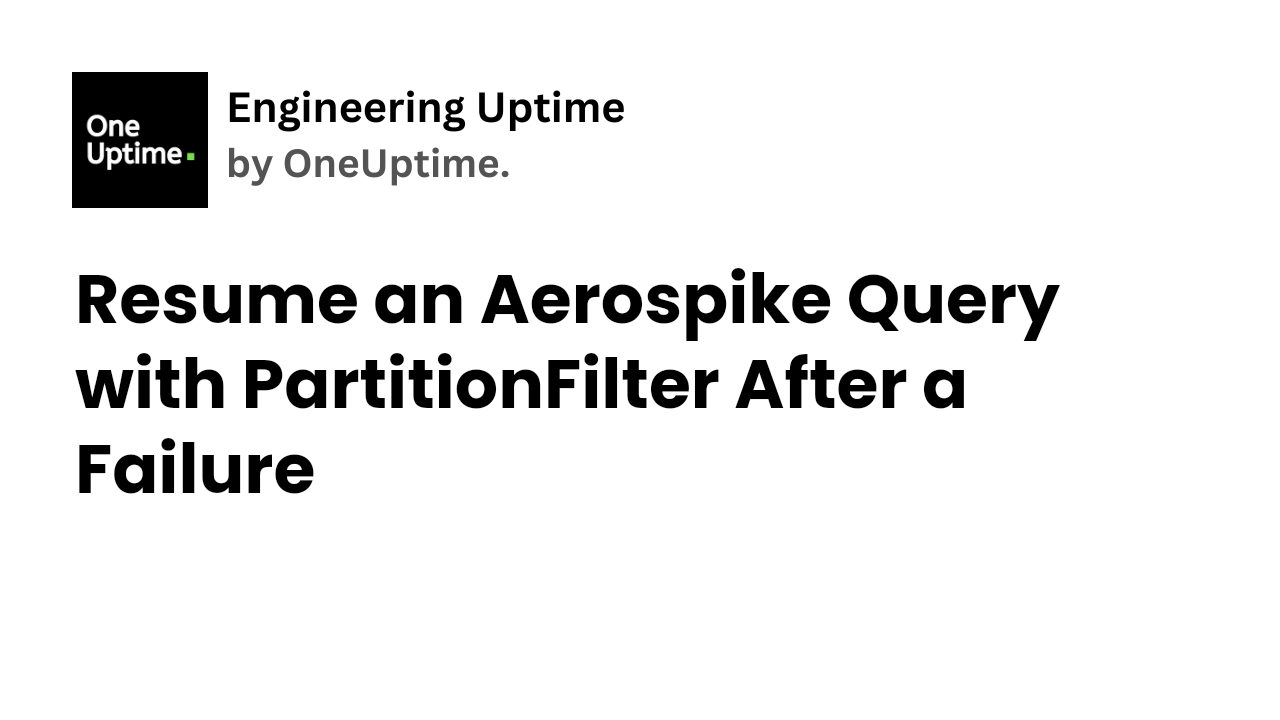 One
Uptime
Engineering Uptime
by OneUptime.
Resume an Aerospike Query
with PartitionFilter After a
Failure